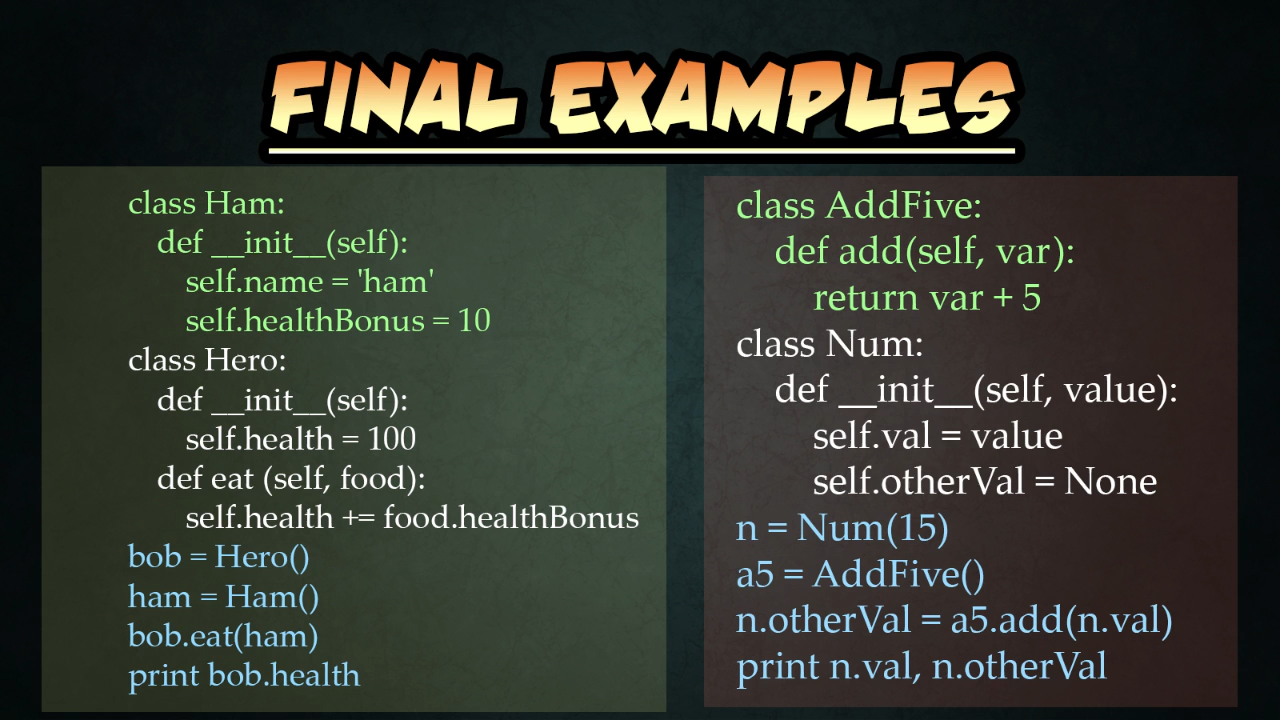 FINAL EXAMPLES
class Ham:
def __init__(self):
self.name = 'ham'
self.healthBonus = 10
class Hero:
def __init__(self):
self.health = 100
def eat (self, food):
self.health += food.healthBonus
bob = Hero()
ham = Ham()
bob.eat(ham)
print bob.health
class AddFive:
def add(self, var):
return var + 5
class Num:
def __init__(self, value):
self.val = value
self.otherVal = None
n = Num(15)
a5 = AddFive()
n.otherVal = a5.add(n.val)
print n.val, n.otherVal